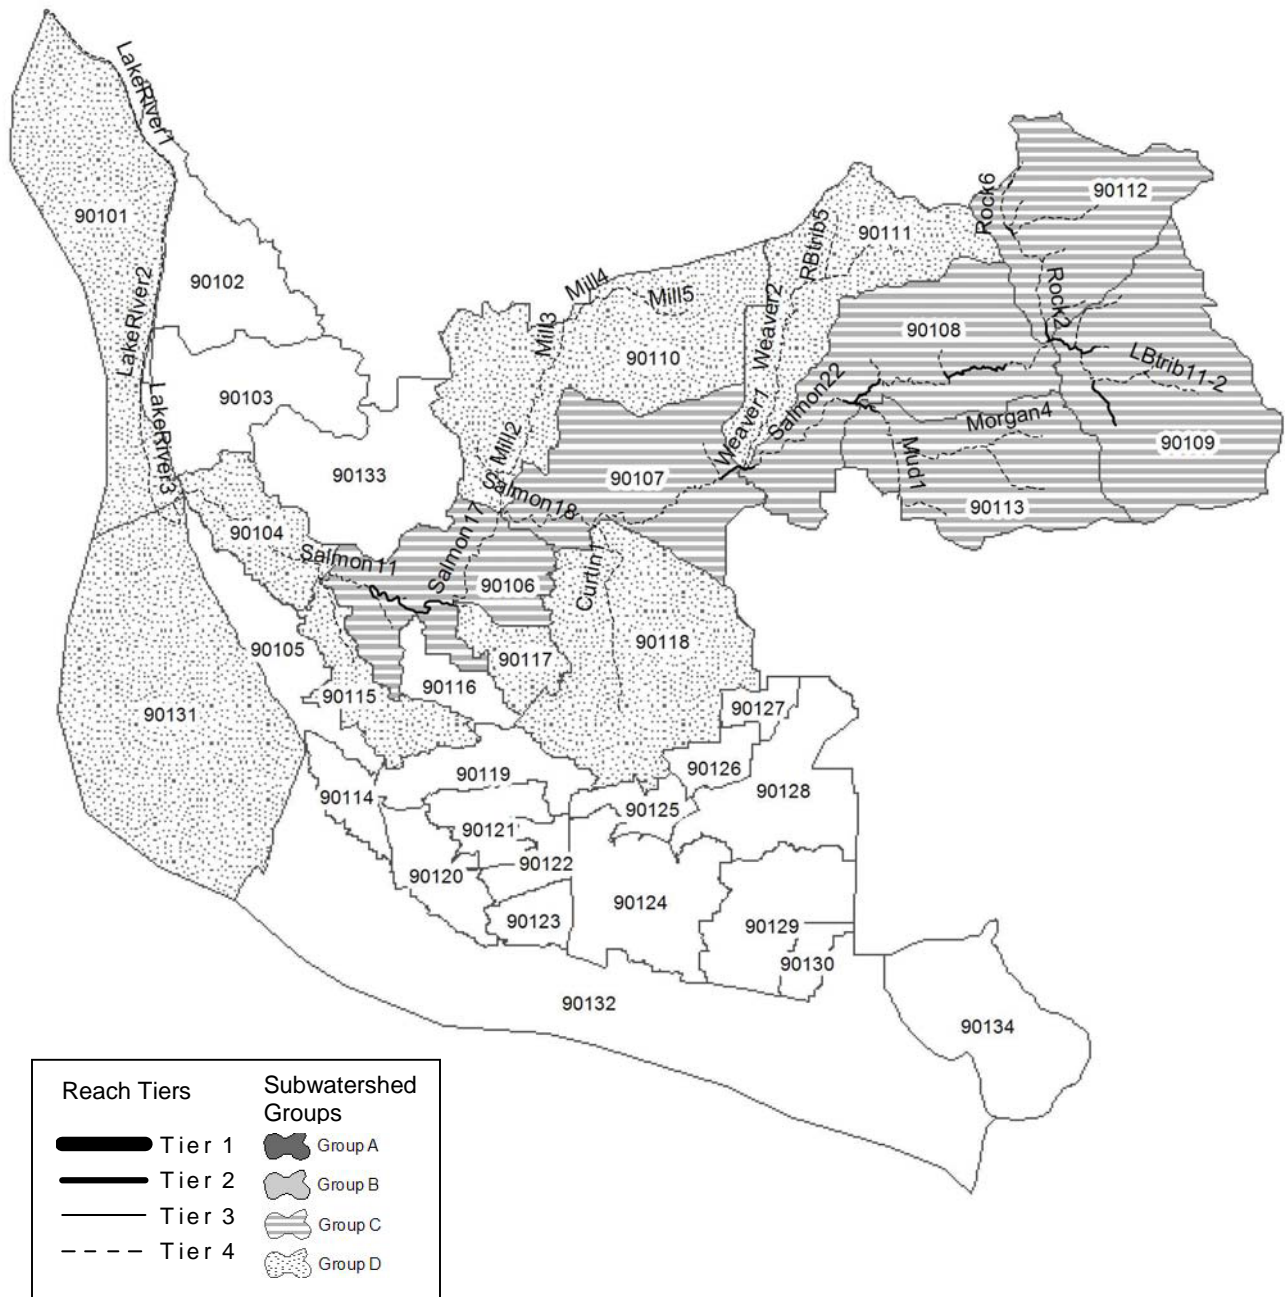 LakeRiver1
90101
90102
LakeRiver2
90103
LakeRiver3
90133
90104
Rock6
90112
RBtrib5
90111
Mill4
Mill5
Mill3
Weaver2
Rock2
90108
90110
LBtrib11-2
Salmon22
Weaver1
Morgan4
Mill2
Mud1
90109
90107
Salmon18
90113
Salmon17
Salmon11
90106
Curtin1
90118
90105
90117
90115
90116
90131
90127
90119
90126
90114
90125
90128
90121
90122
90120
90124
90123
90129
90130
90132
90134
Reach Tiers
Tier 1
Tier 2
Tier 3
Tier 4
Subwatershed
Groups
Group A
Group B
Group C
Group D